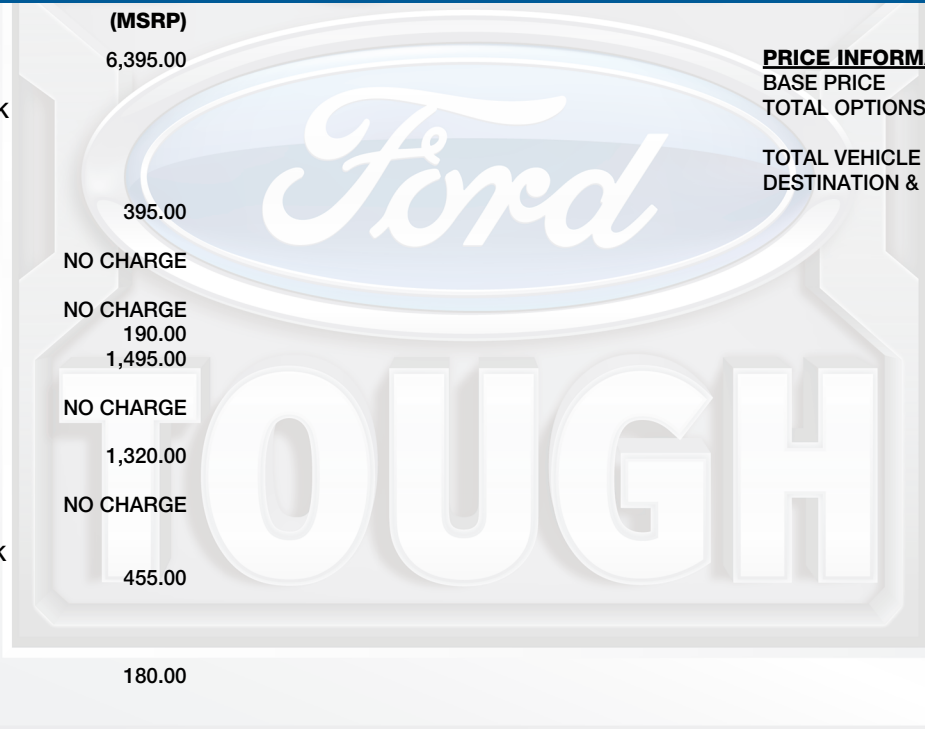 (MSRP)
6,395.00
K
395.00
NO CHARGE
NO CHARGE
190.00
1,495.00
NO CHARGE
1,320.00
NO CHARGE
K
455.00
180.00
PRICE INFORMA
BASE PRICE
TOTAL OPTIONS
TOTAL VEHICLE
DESTINATION &
Ford
TOUGH